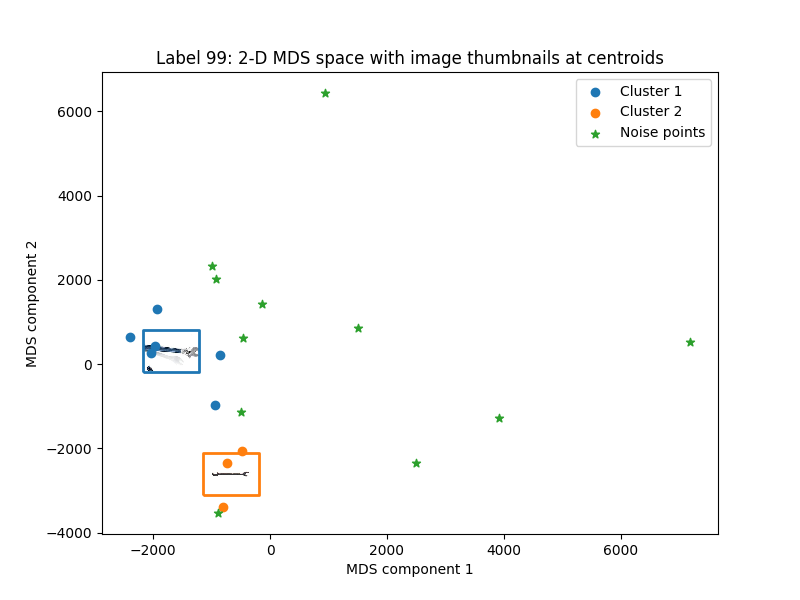 Label 99: 2-D MDS space with image thumbnails at centroids
Cluster 1
Cluster 2
Noise points
6000
4000
2000
0
−2000
−4000
MDS component 2
−2000
0
2000
4000
6000
MDS component 1